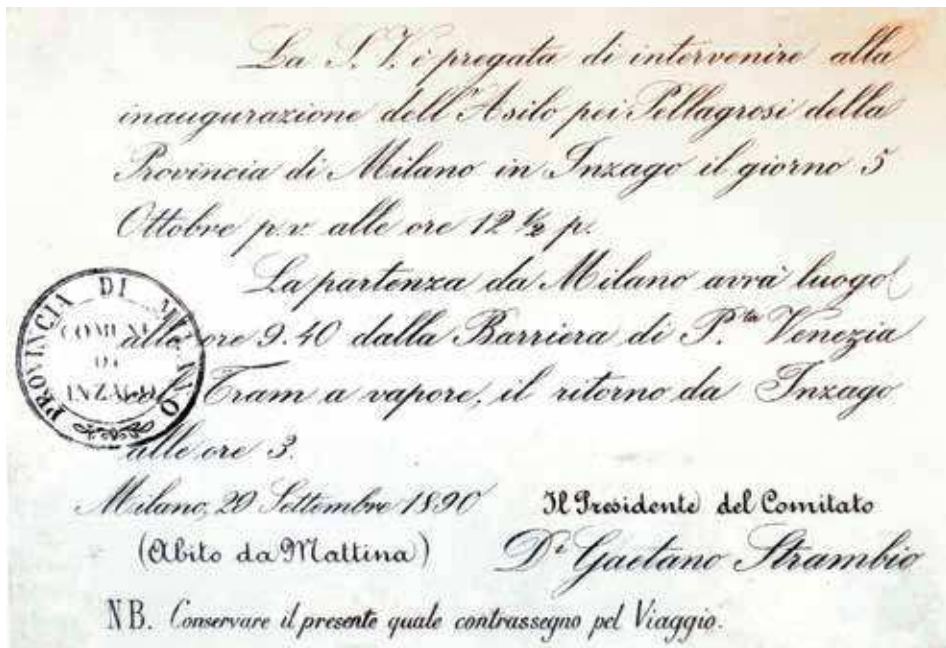 La S. V. è pregata di intervenire alla
inaugurazione dell'Asilo pei Pellagrosi della
Provincia di Milano in Inzago il giorno 5
Ottobre p.v. alle ore 12 ½ p.
La partenza da Milano avrà luogo
alle ore 9.40 dalla Barriera di P.ta Venezia
Tram a vapore, il ritorno da Inzago
alle ore 3.
PROVINCIA DI MILANO
COMUNE
DI
INZAGO
Milano, 29 Settembre 1890
Il Presidente del Comitato
(Abito da Mattina)
Dr Gaetano Strambio
NB. Conservare il presente quale contrassegno pel Viaggio.